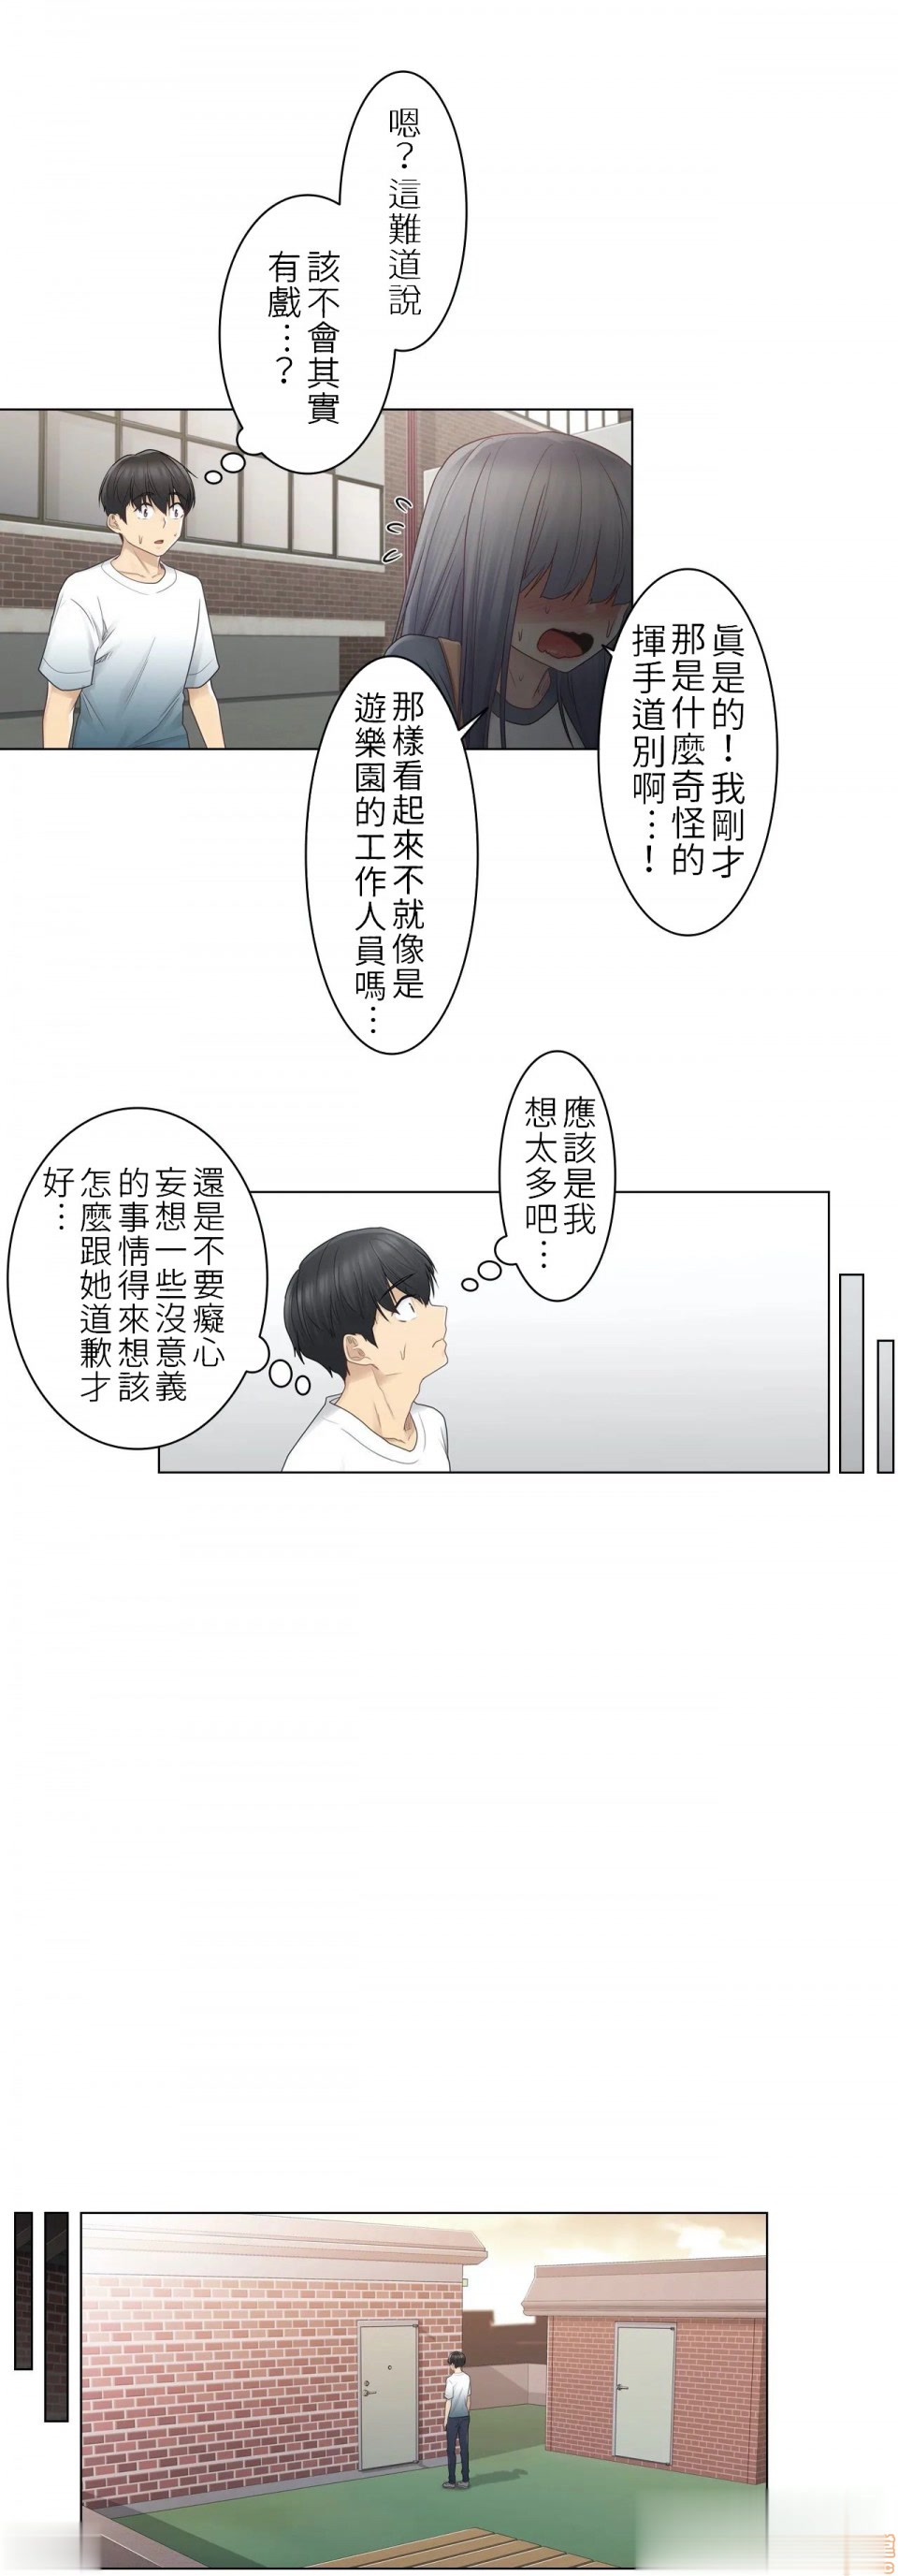 嗯？這難道說
該不會其實
有戲…？
眞是的！我剛才
那是什麼奇怪的
揮手道別啊…！
那樣看起來不就像是
遊樂園的工作人員嗎…
應該是我
想太多吧…
還是不要癡心
妄想一些沒意義
的事情得來想該
怎麼跟她道歉才
好…